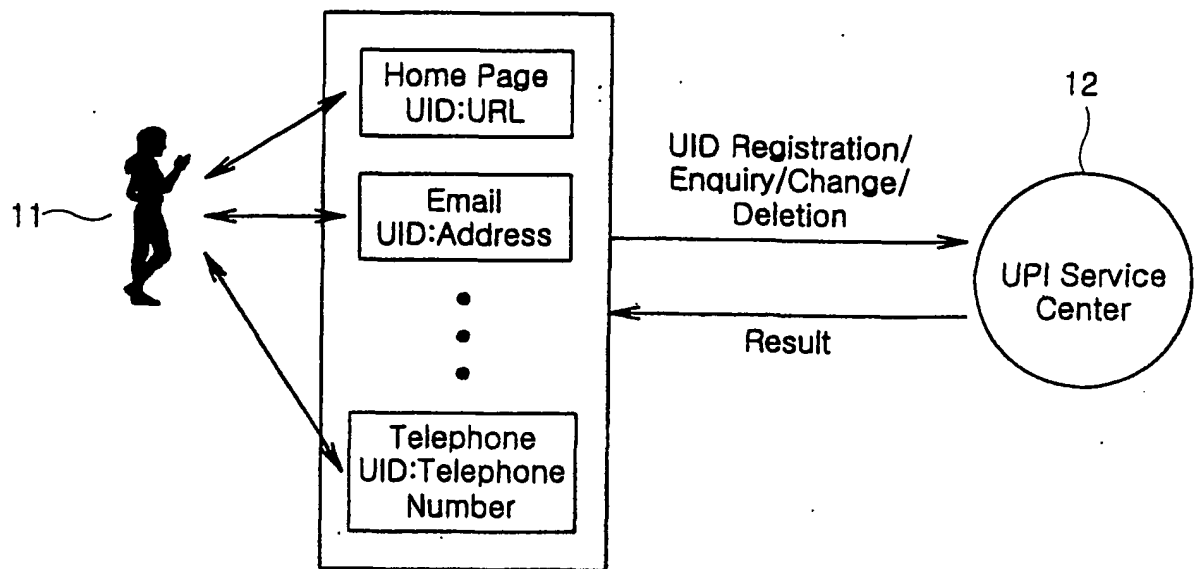 11
Home Page
UID:URL
Email
UID:Address
Telephone
UID:Telephone
Number
UID Registration/
Enquiry/Change/
Deletion
Result
12
UPI Service
Center